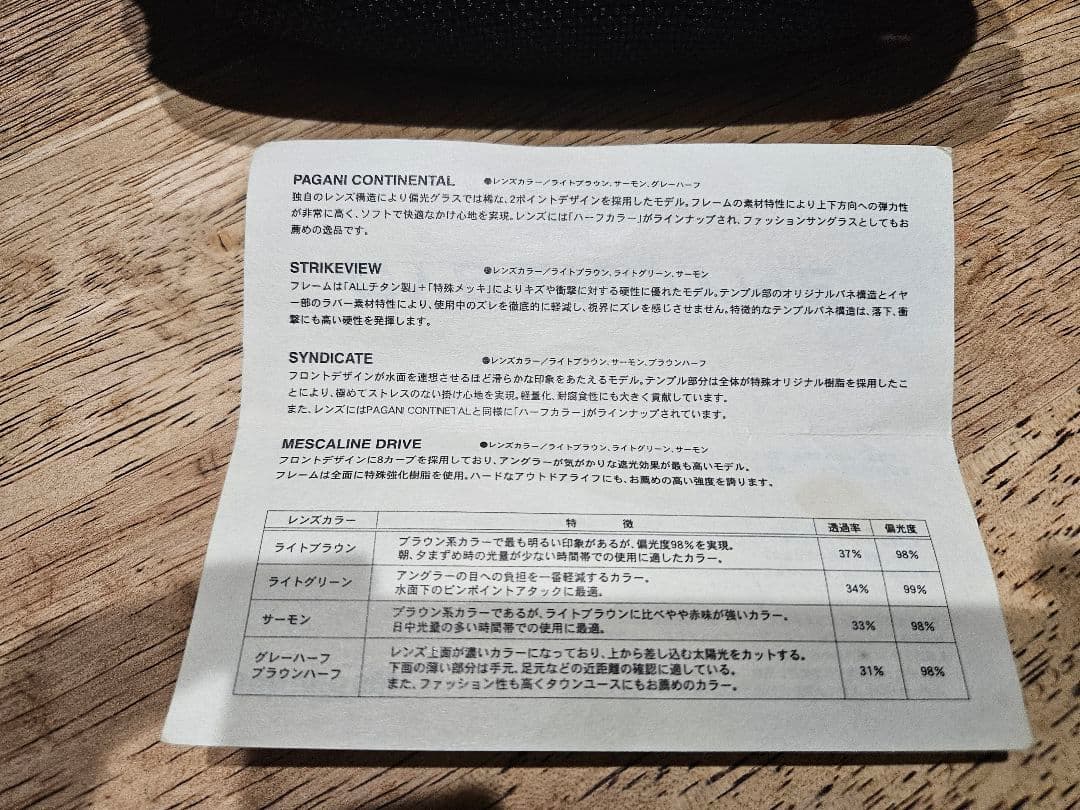 PAGANI CONTINENTAL ●レンズカラー/ライトブラウン、サーモン、グレーハーフ
独自のレンズ構造により偏光グラスでは稀な、2ポイントデザインを採用したモデル。フレームの素材特性により上下方向への弾力性
が非常に高く、ソフトで快適なかけ心地を実現。レンズには「ハーフカラー」がラインナップされ、ファッションサングラスとしてもお
薦めの逸品です。
STRIKEVIEW ●レンズカラー/ライトブラウン、ライトグリーン、サーモン
フレームは「ALLチタン製」+「特殊メッキ」によりキズや衝撃に対する硬性に優れたモデル。テンプル部のオリジナルバネ構造とイヤ
ー部のラバー素材特性により、使用中のズレを徹底的に軽減し、視界にズレを感じさせません。特徴的なテンプルバネ構造は、落下、衝
撃にも高い硬性を発揮します。
SYNDICATE ●レンズカラー/ライトブラウン、サーモン、ブラウンハーフ
フロントデザインが水面を連想させるほど滑らかな印象をあたえるモデル。テンプル部分は全体が特殊オリジナル樹脂を採用したこ
とにより、極めてストレスのない掛け心地を実現。軽量化、耐腐食性にも大きく貢献しています。
また、レンズにはPAGANI CONTINETALと同様に「ハーフカラー」がラインナップされています。
MESCALINE DRIVE ●レンズカラー/ライトブラウン、ライトグリーン、サーモン
フロントデザインに8カーブを採用しており、アングラーが気がかりな遮光効果が最も高いモデル。
フレームは全面に特殊強化樹脂を使用。ハードなアウトドアライフにも、お薦めの高い強度を誇ります。
レンズカラー 特 徴 透過率 偏光度
ライトブラウン ブラウン系カラーで最も明るい印象があるが、偏光度98%を実現。
朝、夕まずめ時の光量が少ない時間帯での使用に適したカラー。 37% 98%
ライトグリーン アングラーの目への負担を一番軽減するカラー。
水面下のピンポイントアタックに最適。 34% 99%
サーモン ブラウン系カラーであるが、ライトブラウンに比べやや赤味が強いカラー。
日中光量の多い時間帯での使用に最適。 33% 98%
グレーハーフ レンズ上面が濃いカラーになっており、上から差し込む太陽光をカットする。
ブラウンハーフ 下面の薄い部分は手元、足元などの近距離の確認に適している。 31% 98%
また、ファッション性も高くタウンユースにもお薦めのカラー。